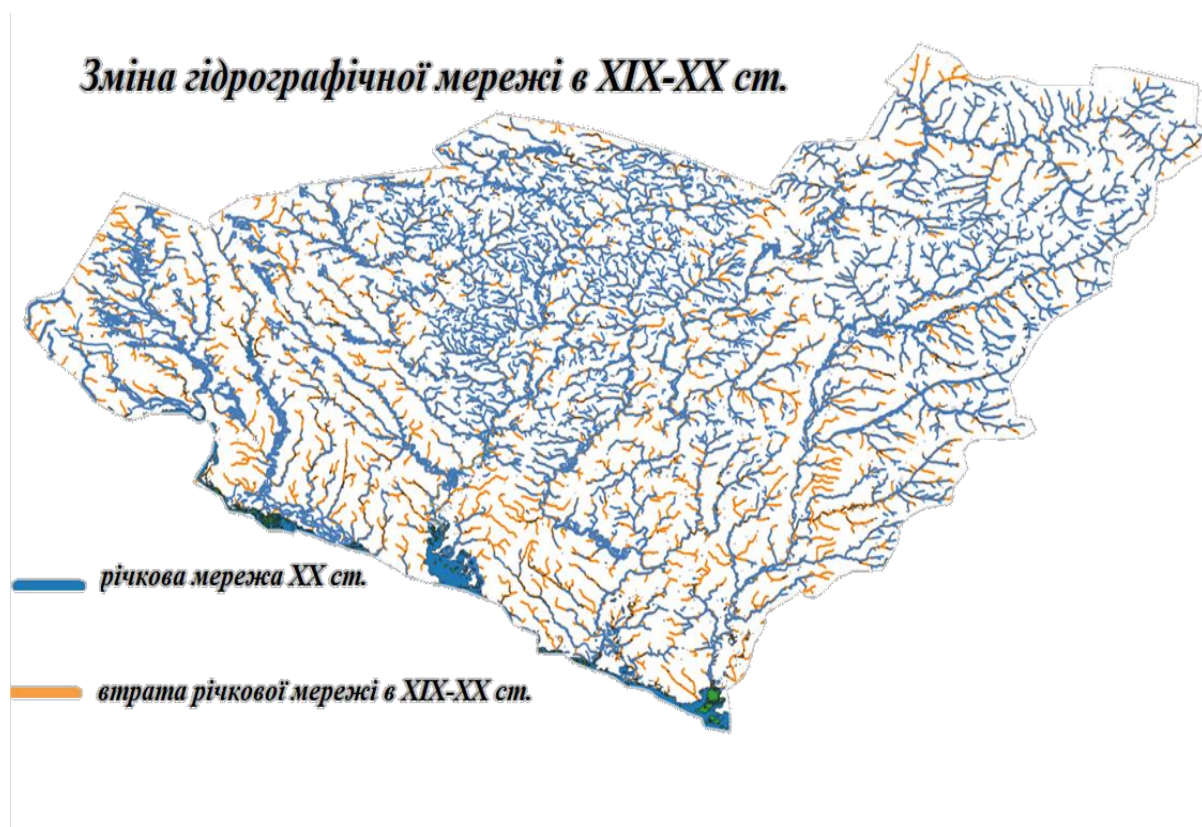 Зміна гідрографічної мережі в XIX-XX ст.
річкова мережа XX ст.
втрата річкової мережі в XIX-XX ст.